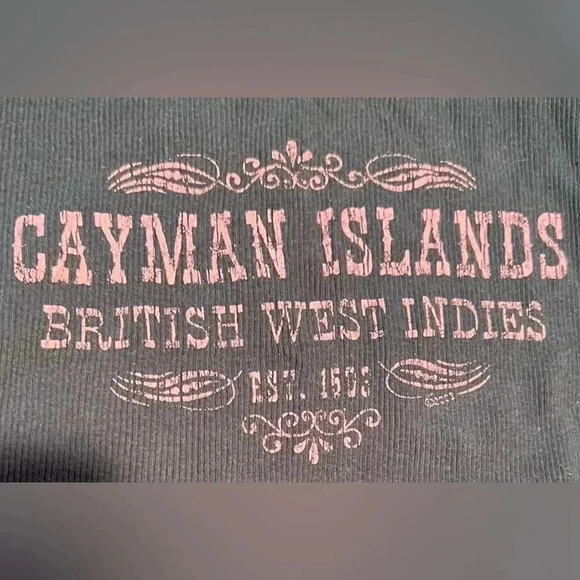 CAYMAN ISLANDS
BRITISH WEST INDIES
EST. 1503